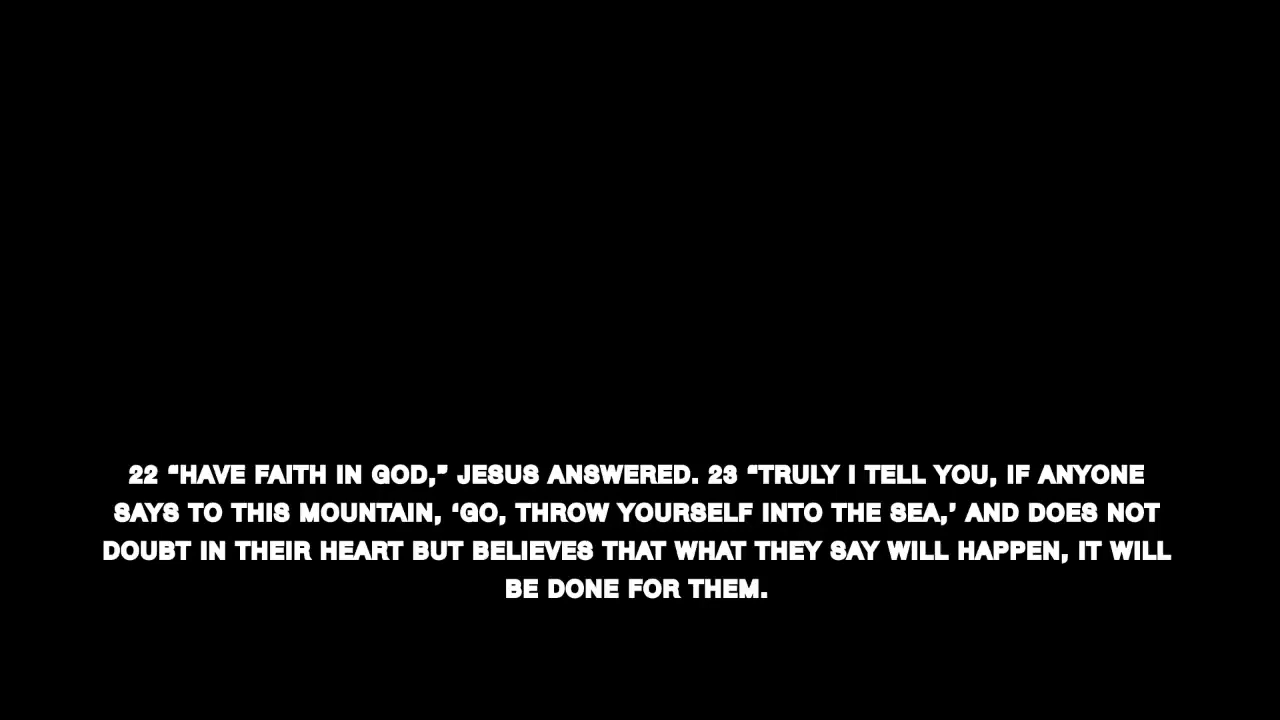 22 “HAVE FAITH IN GOD,” JESUS ANSWERED. 23 “TRULY I TELL YOU, IF ANYONE
SAYS TO THIS MOUNTAIN, ‘GO, THROW YOURSELF INTO THE SEA,’ AND DOES NOT
DOUBT IN THEIR HEART BUT BELIEVES THAT WHAT THEY SAY WILL HAPPEN, IT WILL
BE DONE FOR THEM.